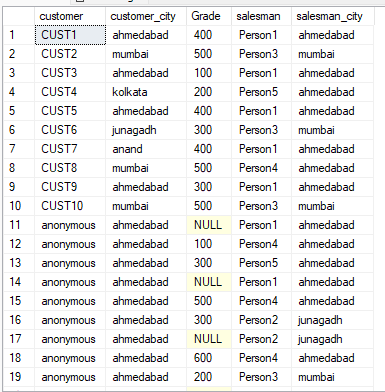 customer customer_city Grade salesman salesman_city
1 CUST1 ahmedabad 400 Person1 ahmedabad
2 CUST2 mumbai 500 Person3 mumbai
3 CUST3 ahmedabad 100 Person1 ahmedabad
4 CUST4 kolkata 200 Person5 ahmedabad
5 CUST5 ahmedabad 400 Person1 ahmedabad
6 CUST6 junagadh 300 Person3 mumbai
7 CUST7 anand 400 Person1 ahmedabad
8 CUST8 mumbai 500 Person4 ahmedabad
9 CUST9 ahmedabad 300 Person1 ahmedabad
10 CUST10 mumbai 500 Person3 mumbai
11 anonymous ahmedabad NULL Person1 ahmedabad
12 anonymous ahmedabad 100 Person4 ahmedabad
13 anonymous ahmedabad 300 Person5 ahmedabad
14 anonymous ahmedabad NULL Person1 ahmedabad
15 anonymous ahmedabad 500 Person4 ahmedabad
16 anonymous ahmedabad 300 Person2 junagadh
17 anonymous ahmedabad NULL Person2 junagadh
18 anonymous ahmedabad 600 Person4 ahmedabad
19 anonymous ahmedabad 200 Person3 mumbai